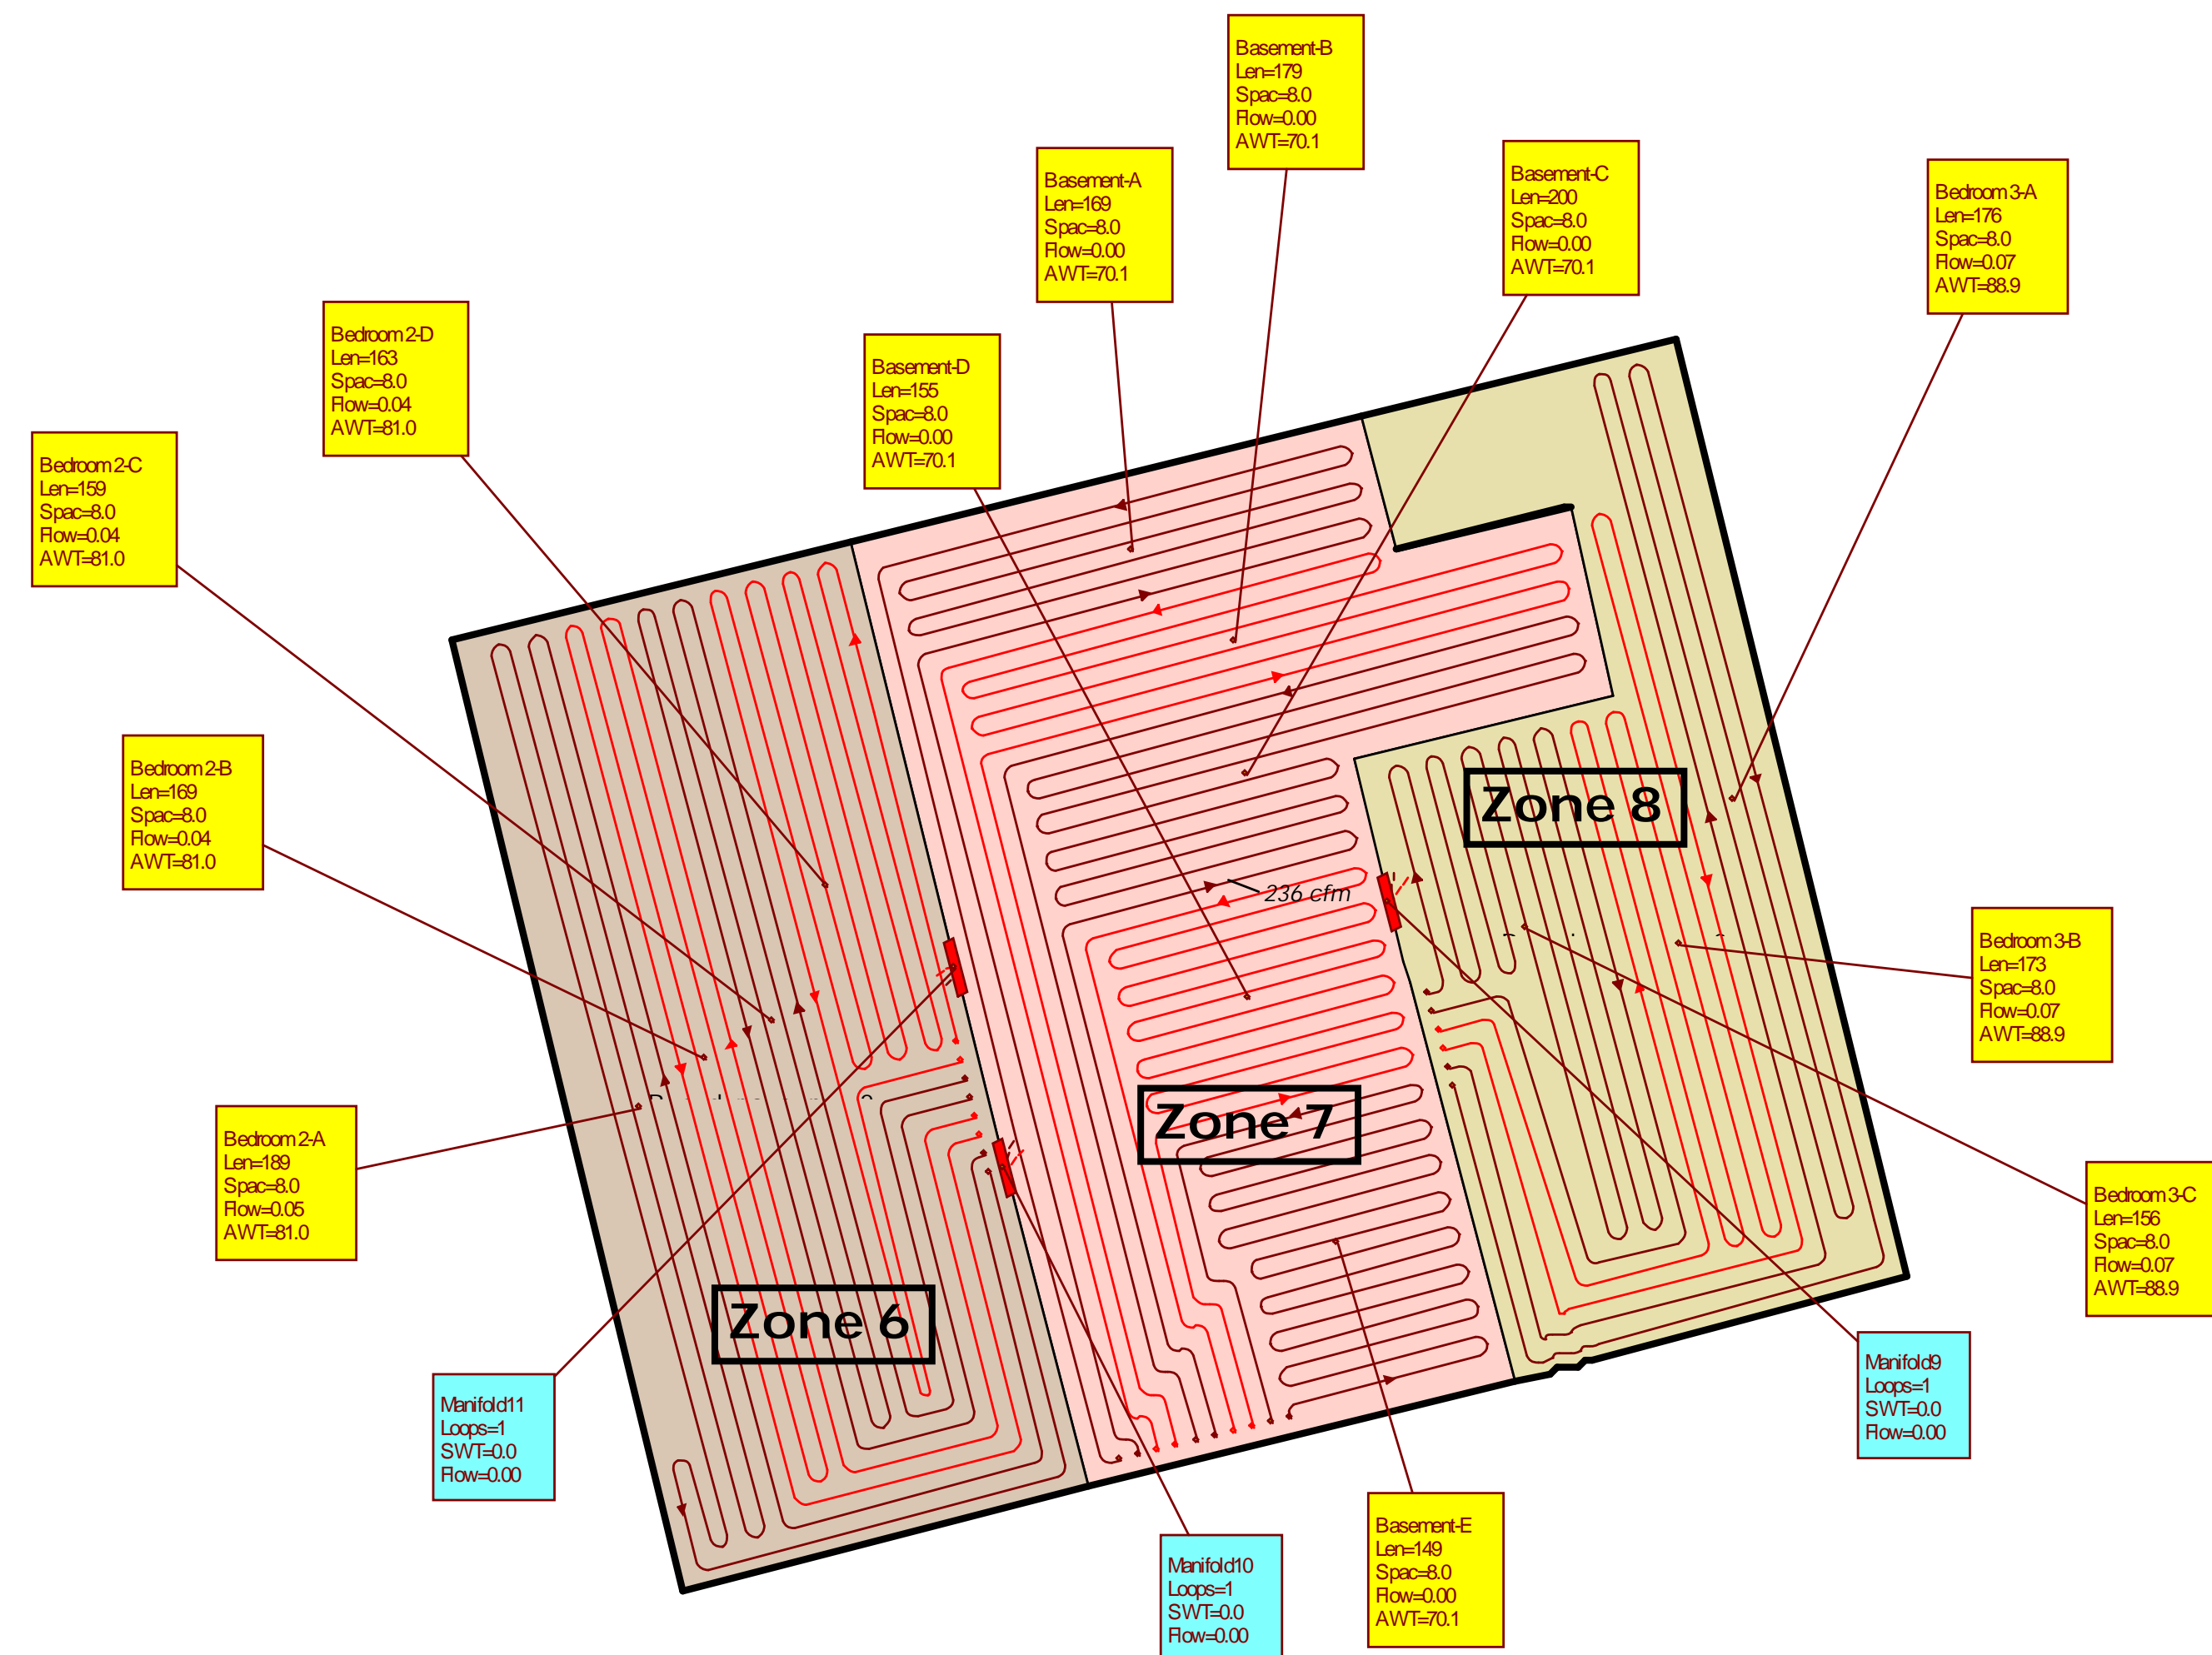 Basement-B
Len=179
Spac=8.0
Flow=0.00
AWT=70.1
Basement-A
Len=169
Spac=8.0
Flow=0.00
AWT=70.1
Basement-C
Len=200
Spac=8.0
Flow=0.00
AWT=70.1
Bedroom 3-A
Len=176
Spac=8.0
Flow=0.07
AWT=88.9
Bedroom 2-D
Len=163
Spac=8.0
Flow=0.04
AWT=81.0
Basement-D
Len=155
Spac=8.0
Flow=0.00
AWT=70.1
Bedroom 2-C
Len=159
Spac=8.0
Flow=0.04
AWT=81.0
Bedroom 2-B
Len=169
Spac=8.0
Flow=0.04
AWT=81.0
Zone 8
236 cfm
Bedroom 3-B
Len=173
Spac=8.0
Flow=0.07
AWT=88.9
Bedroom 2-A
Len=189
Spac=8.0
Flow=0.05
AWT=81.0
Zone 7
Bedroom 3-C
Len=156
Spac=8.0
Flow=0.07
AWT=88.9
Zone 6
Manifold11
Loops=1
SWT=0.0
Flow=0.00
Manifold9
Loops=1
SWT=0.0
Flow=0.00
Manifold10
Loops=1
SWT=0.0
Flow=0.00
Basement-E
Len=149
Spac=8.0
Flow=0.00
AWT=70.1